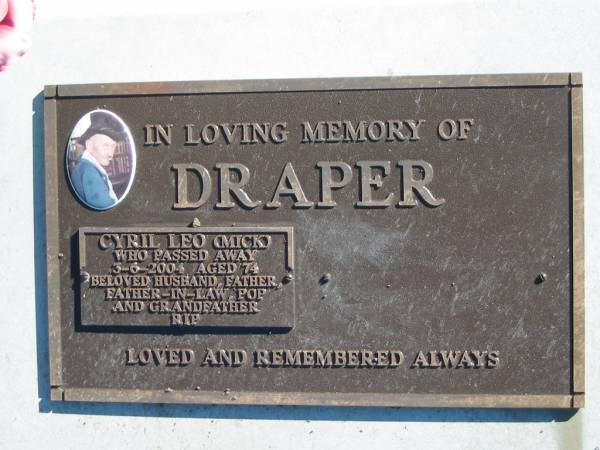 IN LOVING MEMORY OF
DRAPER
CYRIL LEO (MICK)
WHO PASSED AWAY
3-6-2004 AGED 74
BELOVED HUSBAND, FATHER,
FATHER-IN-LAW, POP
AND GRANDFATHER
RIP
LOVED AND REMEMBERED ALWAYS